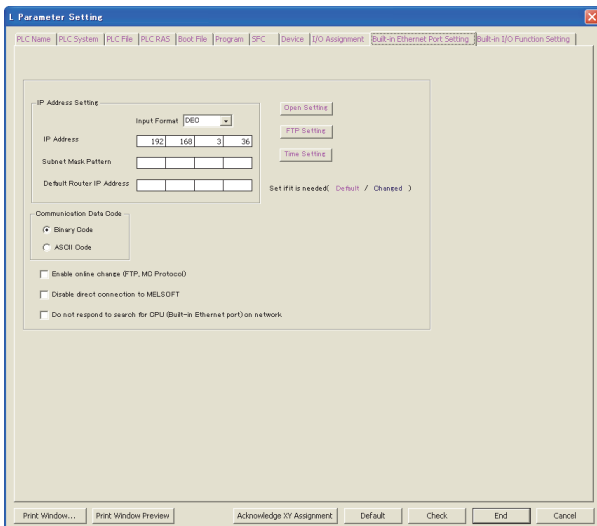 L Parameter Setting
PLC Name PLC System PLC File PLC RAS Boot File Program SFC Device I/O Assignment Built-in Ethernet Port Setting Built-in I/O Function Setting
IP Address Setting
Input Format DEC
IP Address 192 168 3 36
Subnet Mask Pattern
Default Router IP Address
Open Setting
FTP Setting
Time Setting
Set if it is needed( Default / Changed )
Communication Data Code
Binary Code
ASCII Code
Enable online change (FTP, MC Protocol)
Disable direct connection to MELSOFT
Do not respond to search for CPU (Built-in Ethernet port) on network
Print Window... Print Window Preview Acknowledge XY Assignment Default Check End Cancel